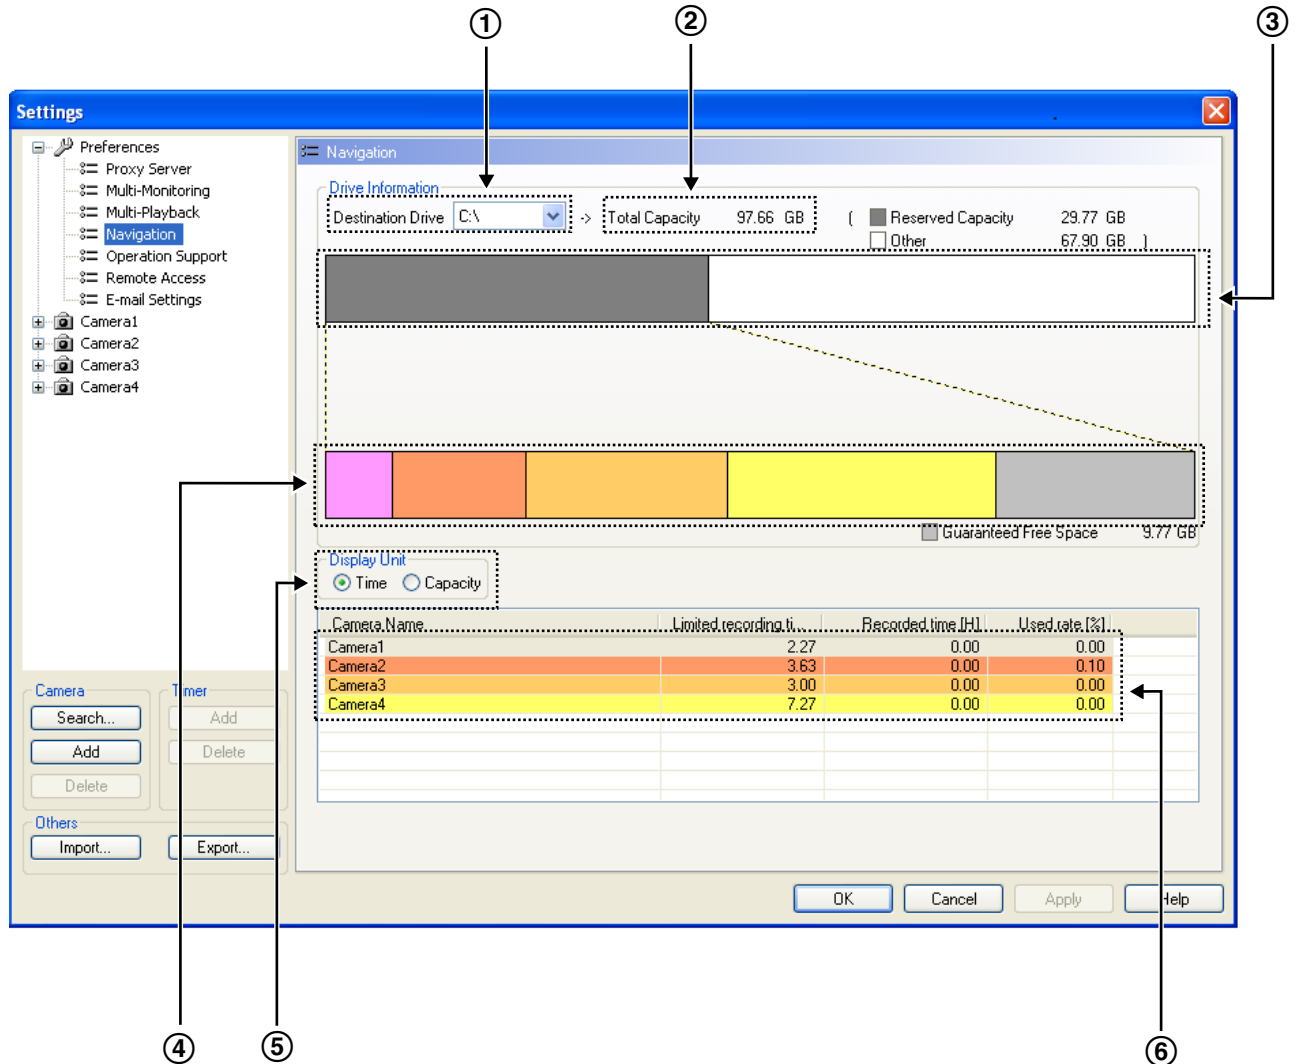 ① ② ③
Settings
Preferences
Proxy Server
Multi-Monitoring
Multi-Playback
Navigation
Operation Support
Remote Access
E-mail Settings
Camera1
Camera2
Camera3
Camera4
Navigation
Drive Information
Destination Drive C:\ -> Total Capacity 97.66 GB ( Reserved Capacity 29.77 GB
Other 67.90 GB )
Guaranteed Free Space 9.77 GB
Display Unit
Time Capacity
Camera Name Limited recording ti... Recorded time [H] Used rate [%]
Camera1 2.27 0.00 0.00
Camera2 3.63 0.00 0.10
Camera3 3.00 0.00 0.00
Camera4 7.27 0.00 0.00
Camera Timer
Search... Add
Add Delete
Delete
Others
Import... Export...
OK Cancel Apply Help
④ ⑤ ⑥